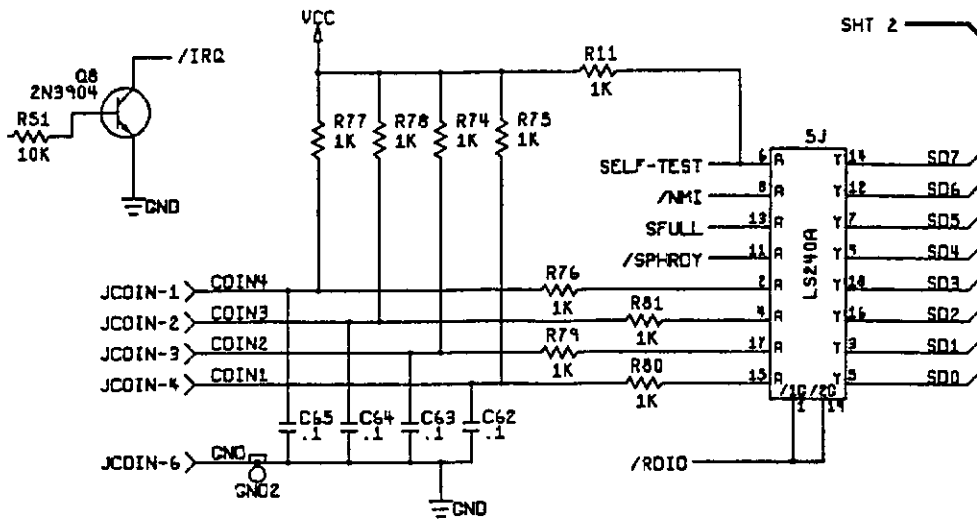 VCC
SHT 2
/IRQ
Q8
2N3904
R51
10K
GND
R11
1K
R77
1K
R78
1K
R74
1K
R75
1K
5J
LS240A
SELF-TEST 6 A Y 14 SD7
/NMI 8 A Y 12 SD6
SFULL 13 A Y 7 SD5
/SPHRDY 11 A Y 9 SD4
JCOIN-1 COIN4 R76 1K 2 A Y 18 SD3
JCOIN-2 COIN3 R81 1K 4 A Y 16 SD2
JCOIN-3 COIN2 R79 1K 17 A Y 3 SD1
JCOIN-4 COIN1 R80 1K 15 A Y 5 SD0
/1G /2G
1 19
C65
.1
C64
.1
C63
.1
C62
.1
JCOIN-6 GND
GND2
GND
/RDIO